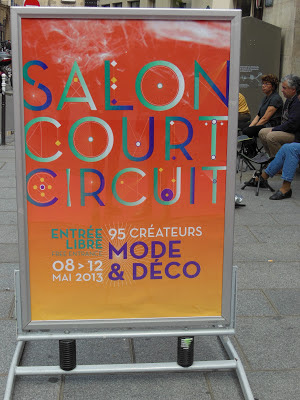 SALON
COURT
CIRCUIT
ENTRÉE
LIBRE
95 CRÉATEURS
MODE
& DÉCO
08 > 12
MAI 2013